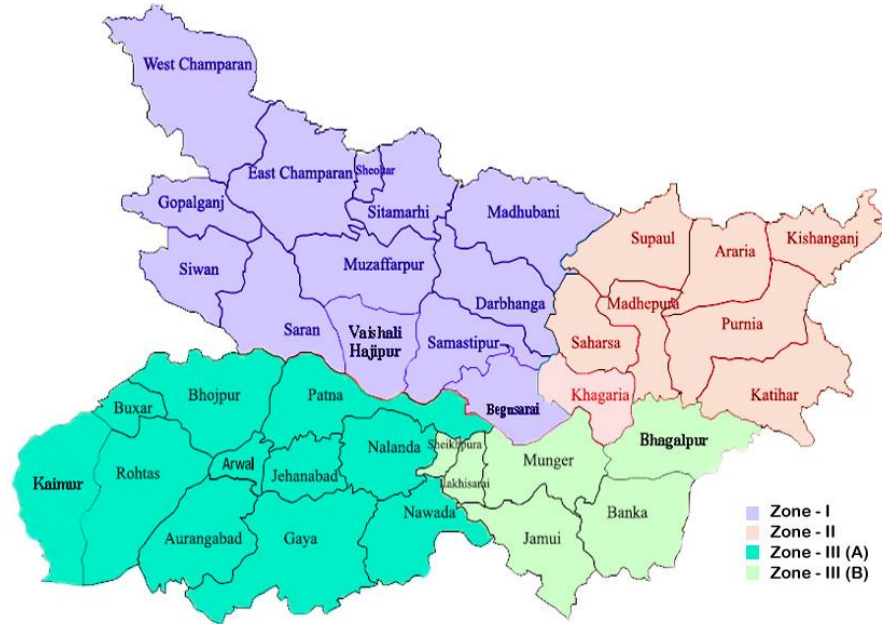 West Champaran
East Champaran
Sheohar
Gopalganj
Sitamarhi
Madhubani
Siwan
Muzaffarpur
Supaul
Araria
Kishanganj
Saran
Vaishali
Hajipur
Darbhanga
Samastipur
Madhepura
Saharsa
Purnia
Begusarai
Khagaria
Katihar
Bhojpur
Patna
Buxar
Kaimur
Rohtas
Arwal
Jehanabad
Nalanda
Sheikhpura
Lakhisarai
Munger
Bhagalpur
Aurangabad
Gaya
Nawada
Jamui
Banka
Zone - I
Zone - II
Zone - III (A)
Zone - III (B)